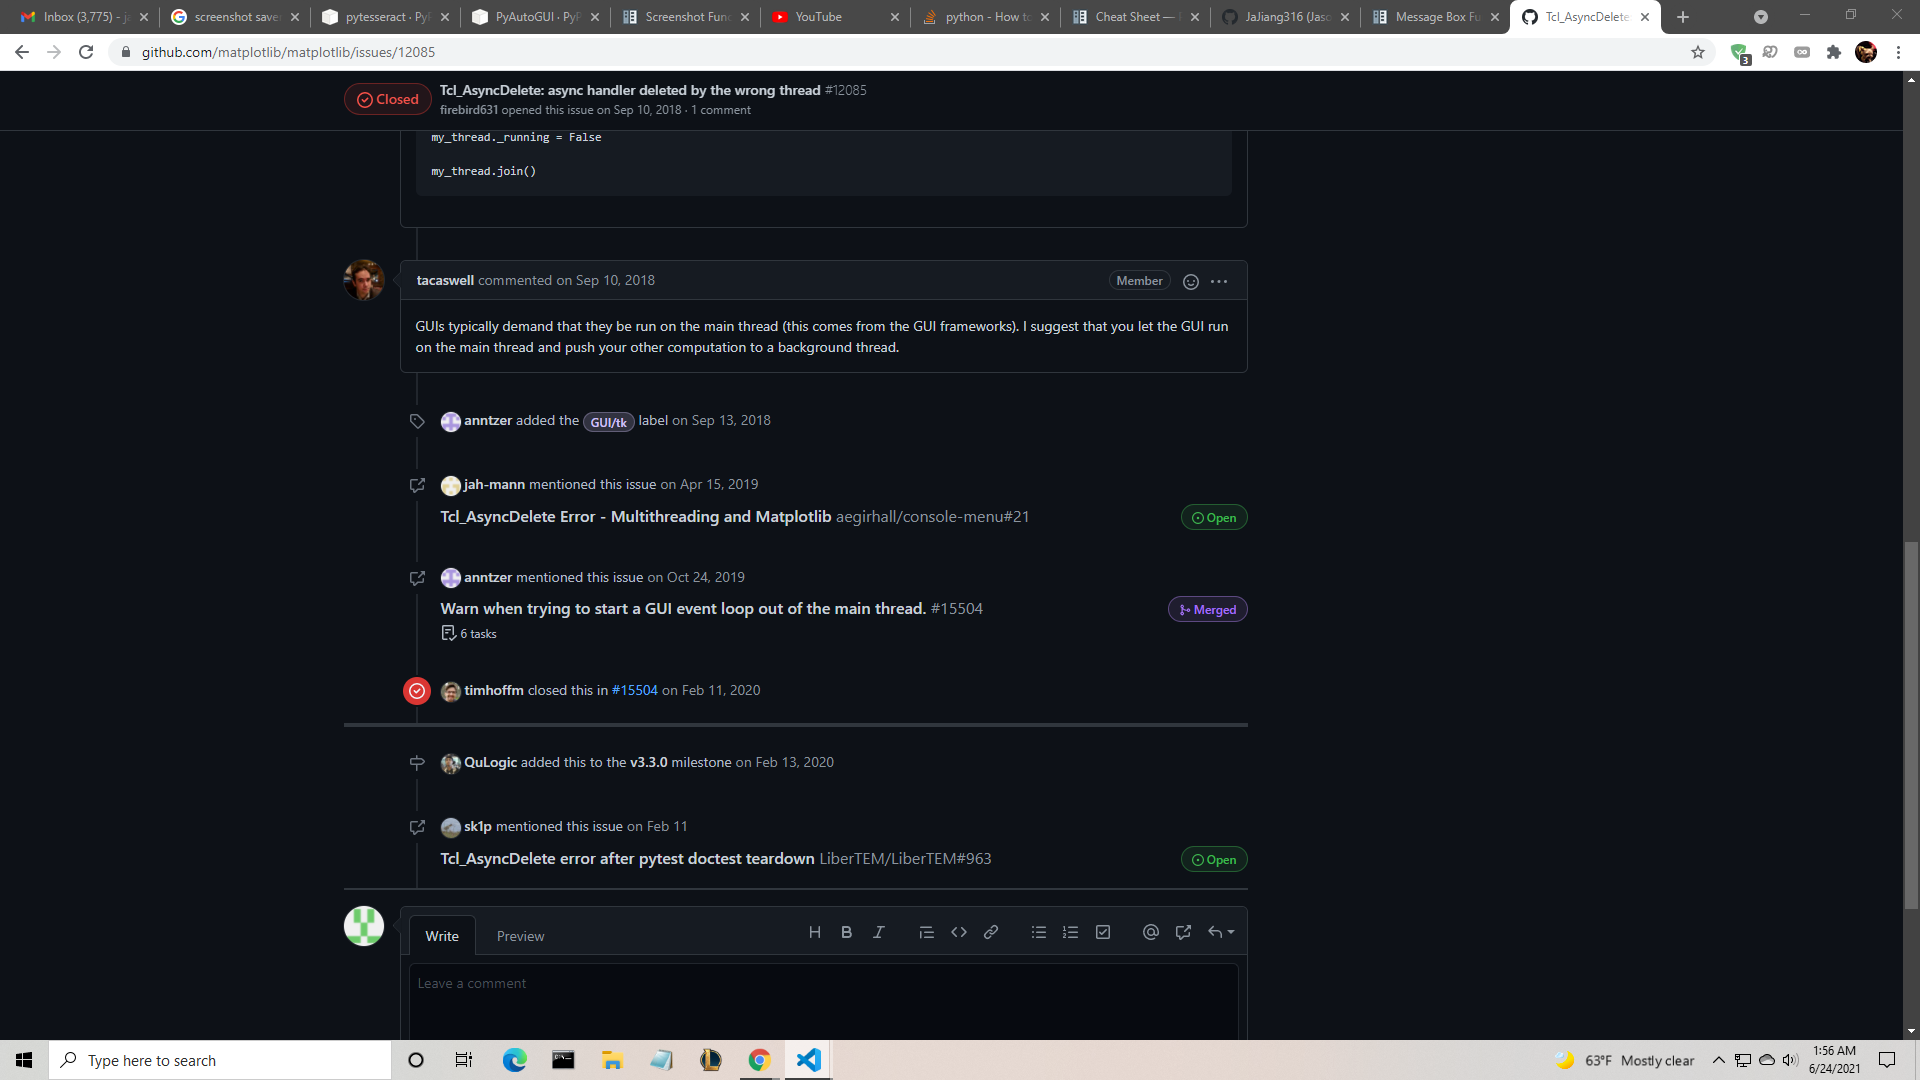 Inbox (3,775) - ja
screenshot saver
pytesseract · PyP
PyAutoGUI · PyP
Screenshot Func
YouTube
python - How to
Cheat Sheet —
JaJiang316 (Jaso
Message Box Fu
Tcl_AsyncDelete
github.com/matplotlib/matplotlib/issues/12085
3
Closed
Tcl_AsyncDelete: async handler deleted by the wrong thread #12085
firebird631 opened this issue on Sep 10, 2018 · 1 comment
my_thread._running = False
my_thread.join()
tacaswell commented on Sep 10, 2018
Member
GUIs typically demand that they be run on the main thread (this comes from the GUI frameworks). I suggest that you let the GUI run
on the main thread and push your other computation to a background thread.
anntzer added the GUI/tk label on Sep 13, 2018
jah-mann mentioned this issue on Apr 15, 2019
Tcl_AsyncDelete Error - Multithreading and Matplotlib aegirhall/console-menu#21
Open
anntzer mentioned this issue on Oct 24, 2019
Warn when trying to start a GUI event loop out of the main thread. #15504
Merged
6 tasks
timhoffm closed this in #15504 on Feb 11, 2020
QuLogic added this to the v3.3.0 milestone on Feb 13, 2020
sk1p mentioned this issue on Feb 11
Tcl_AsyncDelete error after pytest doctest teardown LiberTEM/LiberTEM#963
Open
Write
Preview
Leave a comment
Type here to search
63°F Mostly clear
1:56 AM
6/24/2021